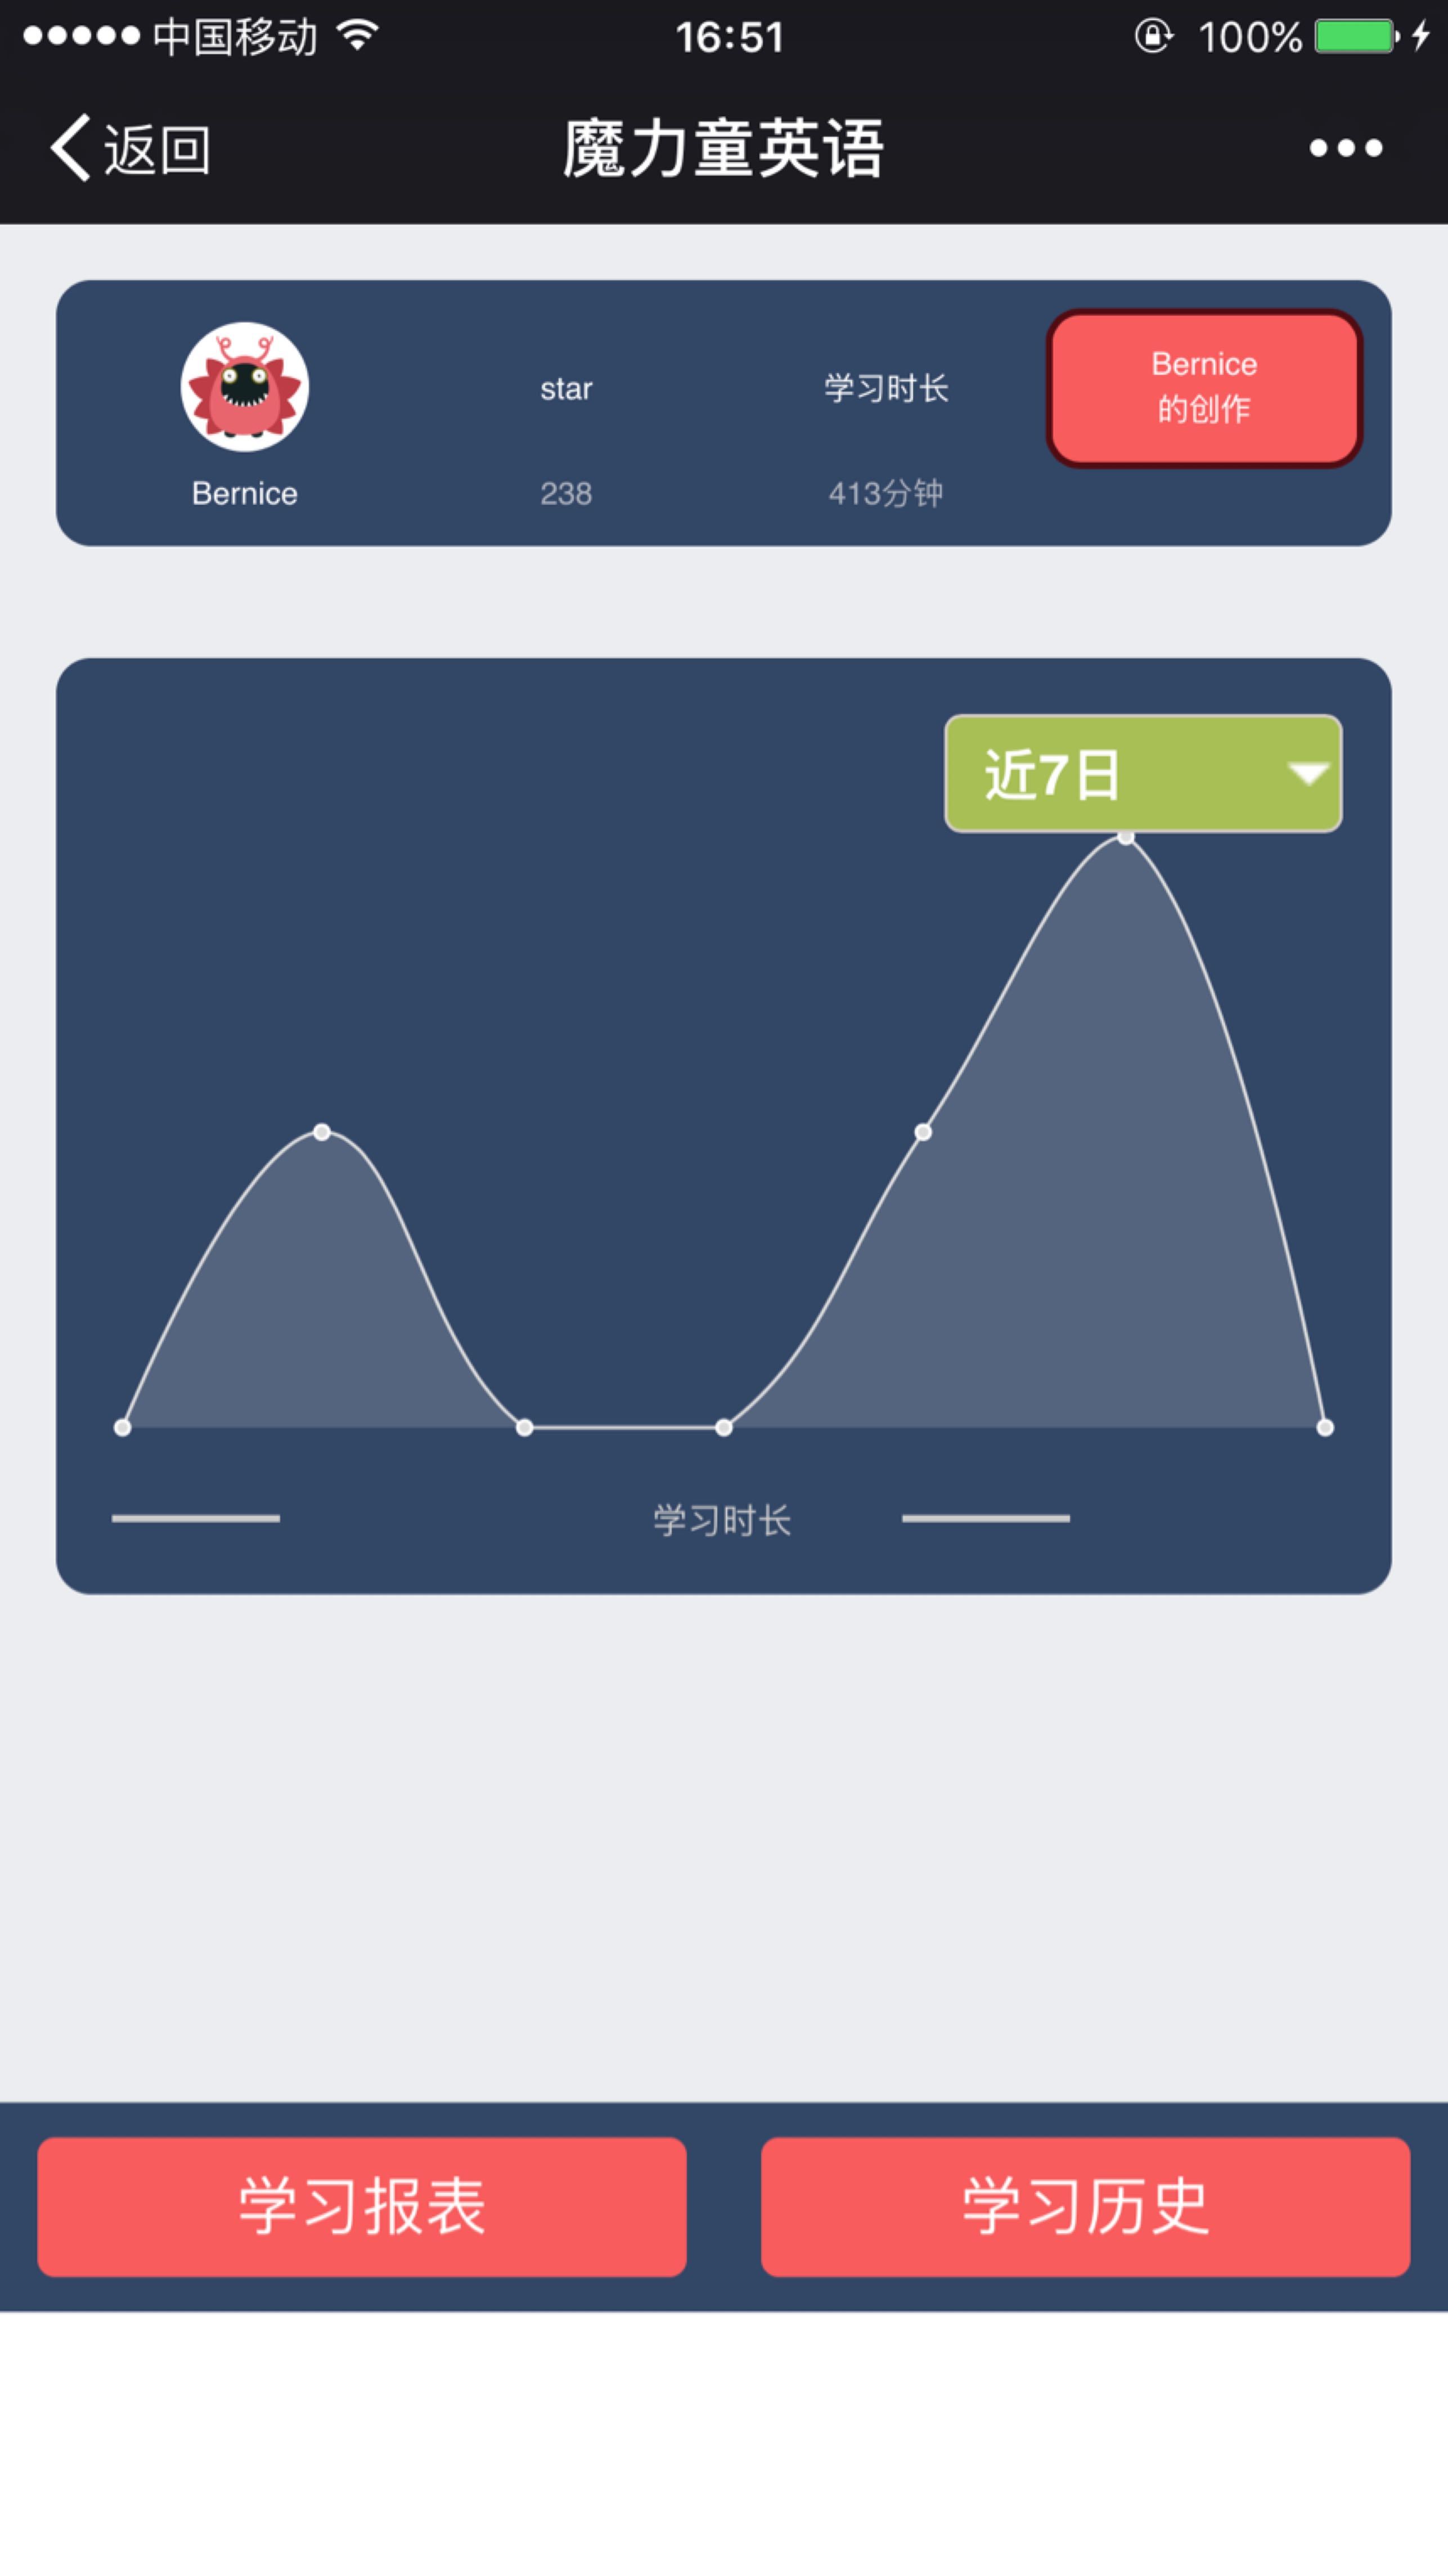 中国移动 16:51 100%
返回 魔力童英语
star 学习时长 Bernice
的创作
Bernice 238 413分钟
近7日
学习时长
学习报表 学习历史